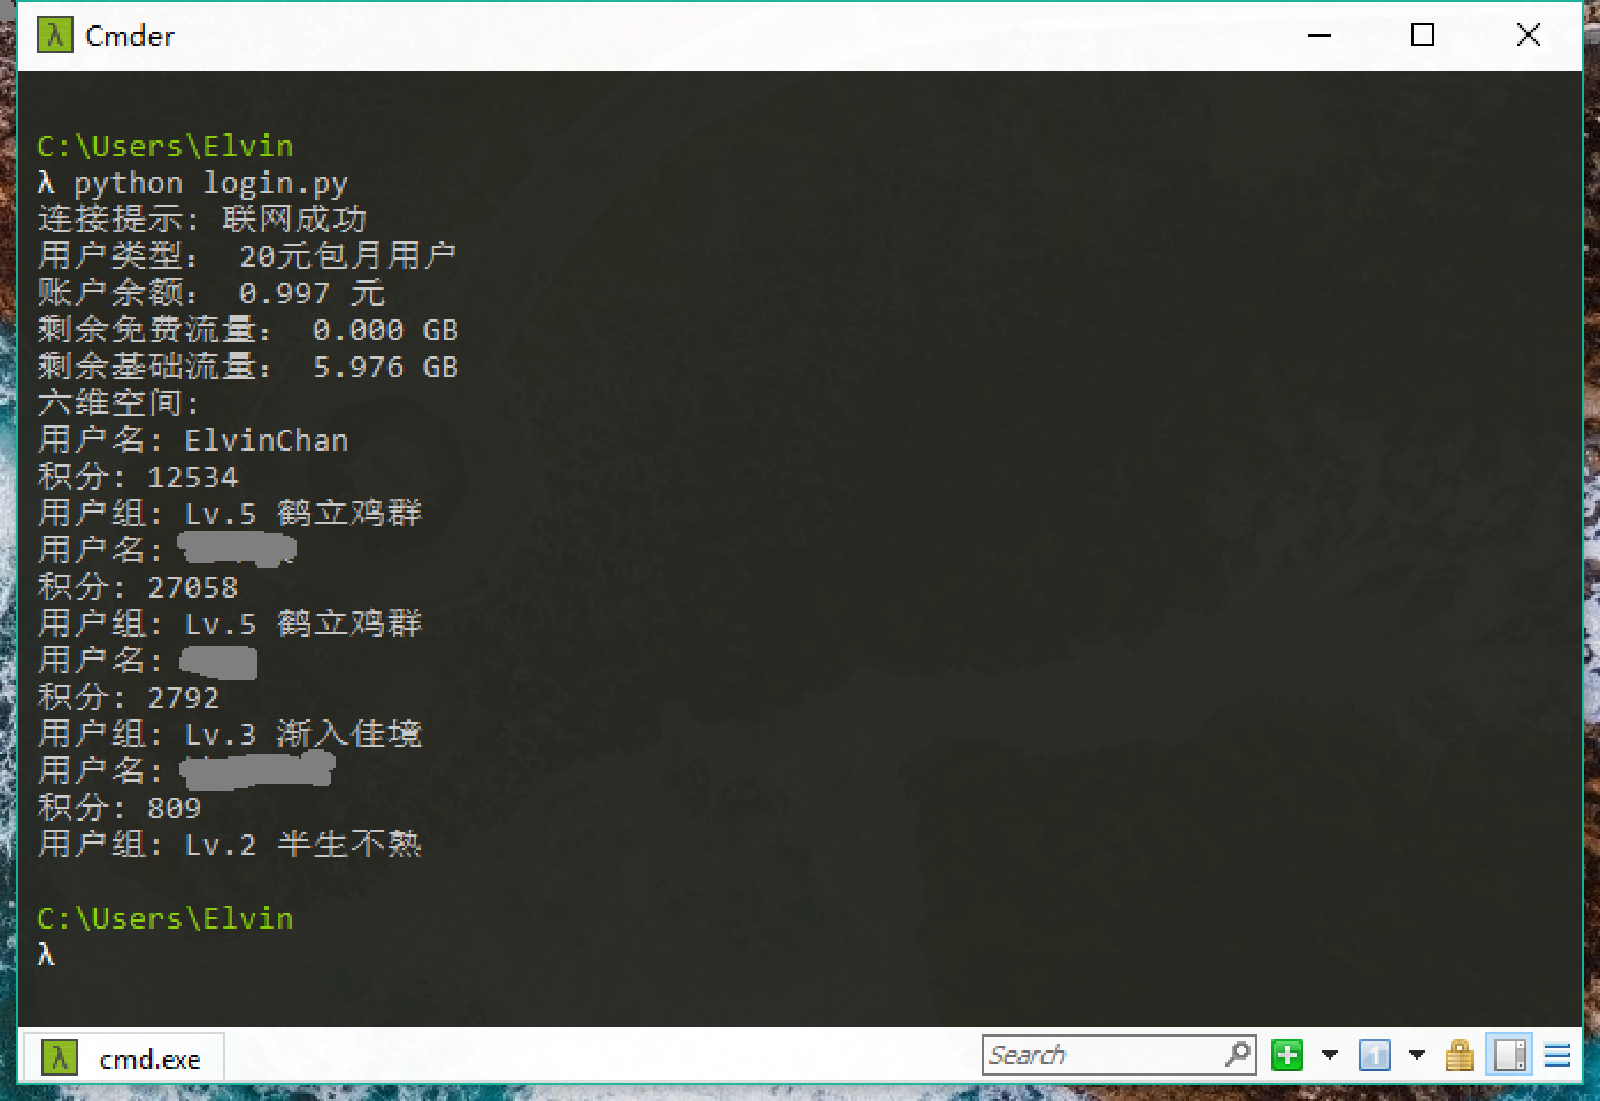 Cmder
C:\Users\Elvin
λ python login.py
连接提示: 联网成功
用户类型： 20元包月用户
账户余额： 0.997 元
剩余免费流量： 0.000 GB
剩余基础流量： 5.976 GB
六维空间:
用户名: ElvinChan
积分: 12534
用户组: Lv.5 鹤立鸡群
用户名:
积分: 27058
用户组: Lv.5 鹤立鸡群
用户名:
积分: 2792
用户组: Lv.3 渐入佳境
用户名:
积分: 809
用户组: Lv.2 半生不熟
C:\Users\Elvin
λ
cmd.exe
Search
1